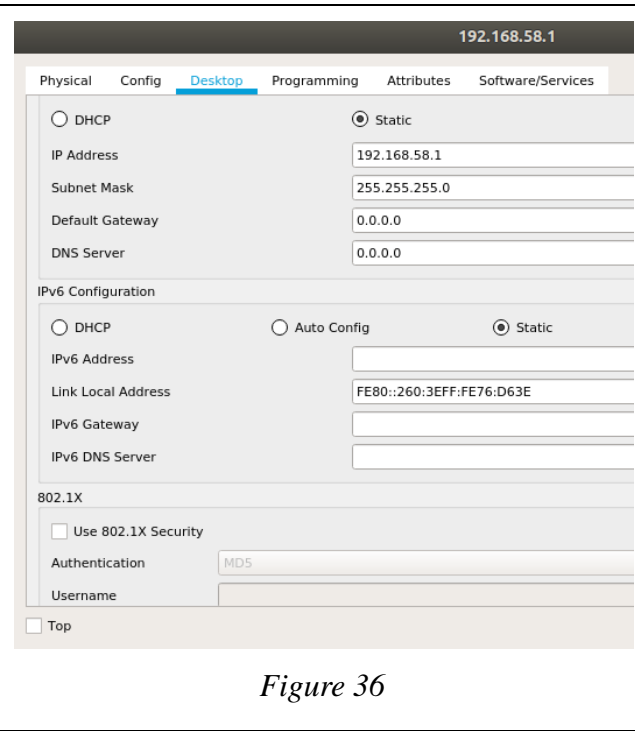 192.168.58.1
Physical Config Desktop Programming Attributes Software/Services
DHCP Static
IP Address 192.168.58.1
Subnet Mask 255.255.255.0
Default Gateway 0.0.0.0
DNS Server 0.0.0.0
IPv6 Configuration
DHCP Auto Config Static
IPv6 Address
Link Local Address FE80::260:3EFF:FE76:D63E
IPv6 Gateway
IPv6 DNS Server
802.1X
Use 802.1X Security
Authentication MD5
Username
Top
Figure 36